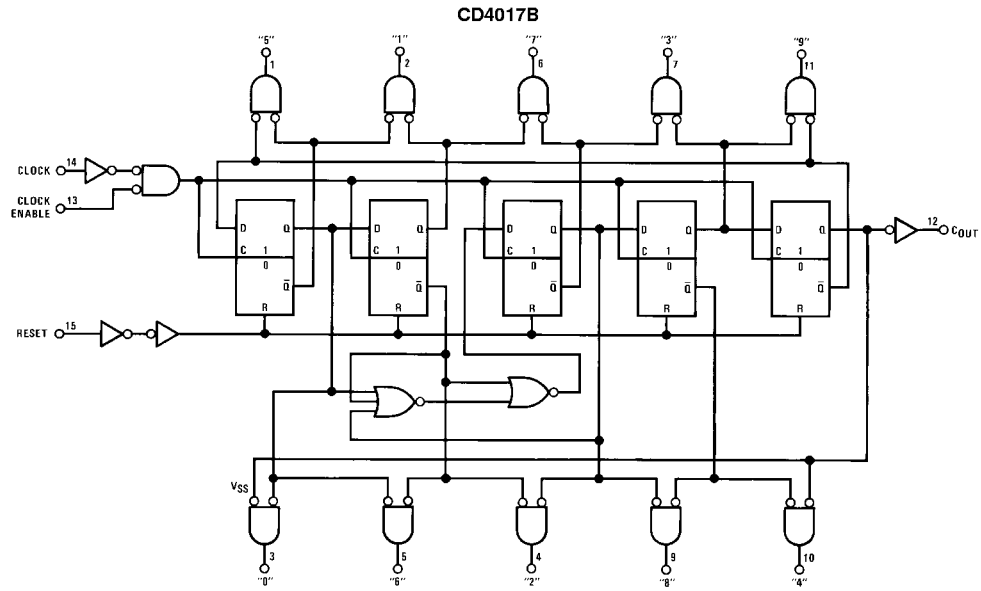 CD4017B
"5" "1" "7" "3" "9"
1 2 6 7 11
CLOCK 14
CLOCK
ENABLE 13
D Q D Q D Q D Q D Q
C 1 C 1 C 1 C 1 C 1
0 0 0 0 0
Q̅ Q̅ Q̅ Q̅ Q̅
R R R R R
12 COUT
RESET 15
VSS
3 5 4 9 10
"0" "6" "2" "8" "4"